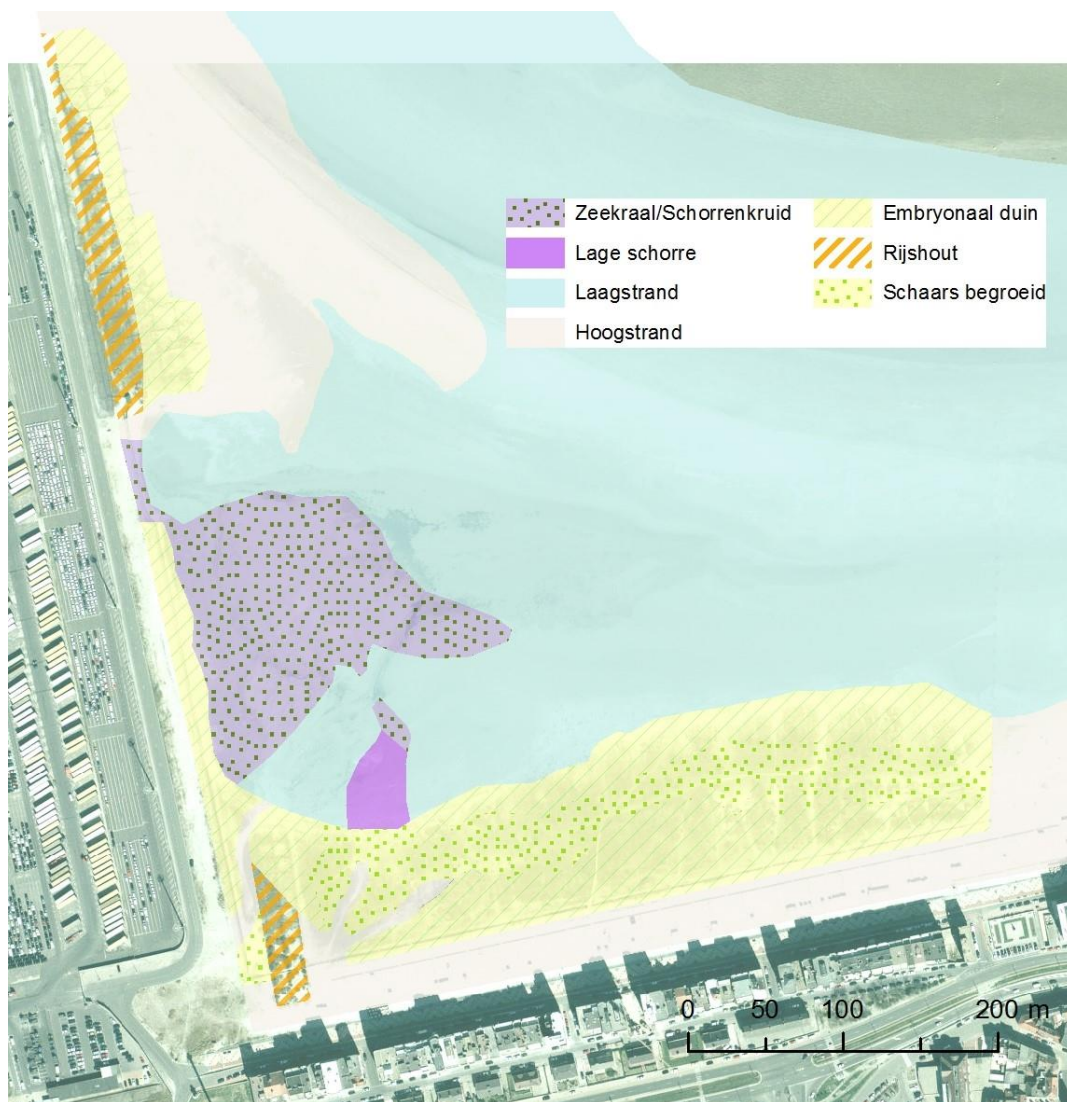 Zeekraal/Schorrenkruid
Lage schorre
Laagstrand
Hoogstrand
Embryonaal duin
Rijshout
Schaars begroeid
0 50 100 200 m